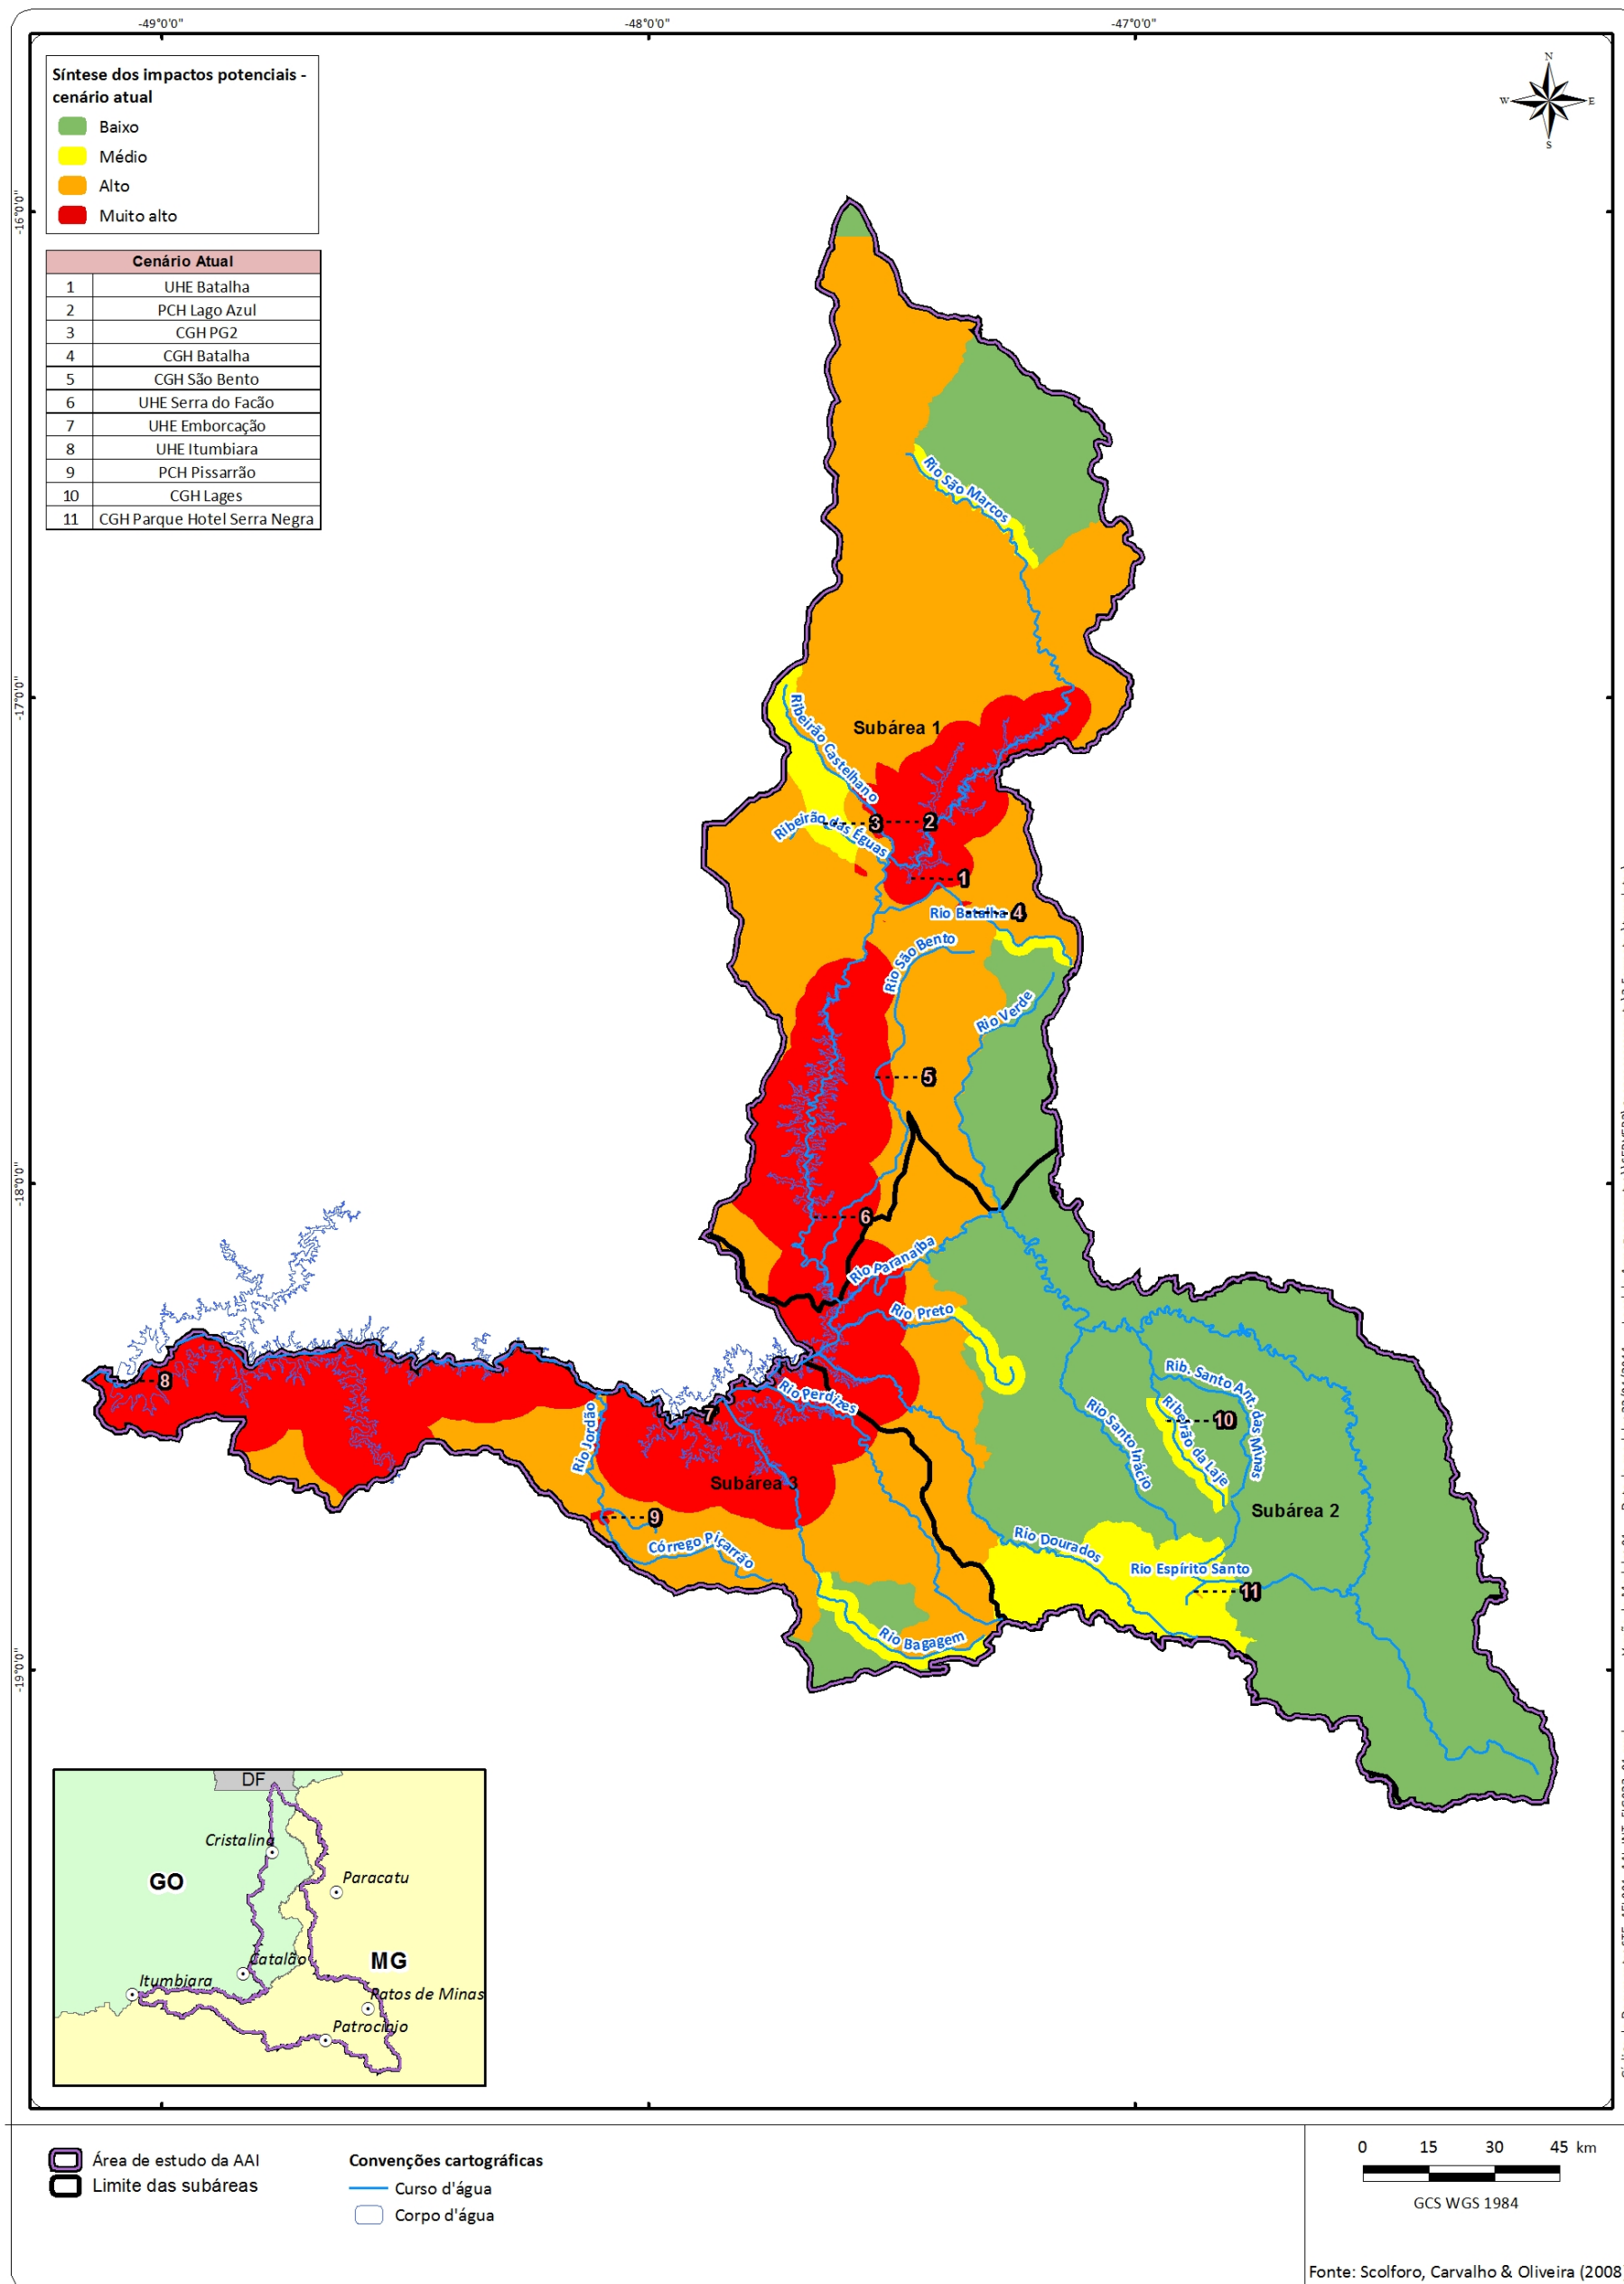 -49°0'0"
-48°0'0"
-47°0'0"
Síntese dos impactos potenciais -
cenário atual
Baixo
Médio
Alto
Muito alto
N
W
E
S
-16°0'0"
-17°0'0"
-18°0'0"
-19°0'0"
Cenário Atual
1 UHE Batalha
2 PCH Lago Azul
3 CGH PG2
4 CGH Batalha
5 CGH São Bento
6 UHE Serra do Facão
7 UHE Emborcação
8 UHE Itumbiara
9 PCH Pissarrão
10 CGH Lages
11 CGH Parque Hotel Serra Negra
Rio São Marcos
Subárea 1
Ribeirão Castelhano
Ribeirão das Éguas
3
2
1
Rio Batalha
4
Rio São Bento
Rio Verde
5
6
Rio Paranaíba
Rio Preto
8
7
Rio Perdizes
Rio Jordão
Rib. Santo Ant. das Minas
Ribeirão da Laje
10
Rio Santo Inácio
Subárea 3
Subárea 2
9
Córrego Piçarrão
Rio Dourados
Rio Espírito Santo
11
Rio Bagagem
DF
Cristalina
GO
Paracatu
Catalão
MG
Itumbiara
Patos de Minas
Patrocínio
Área de estudo da AAI
Limite das subáreas
Convenções cartográficas
Curso d'água
Corpo d'água
0 15 30 45 km
GCS WGS 1984
Fonte: Scolforo, Carvalho & Oliveira (2008